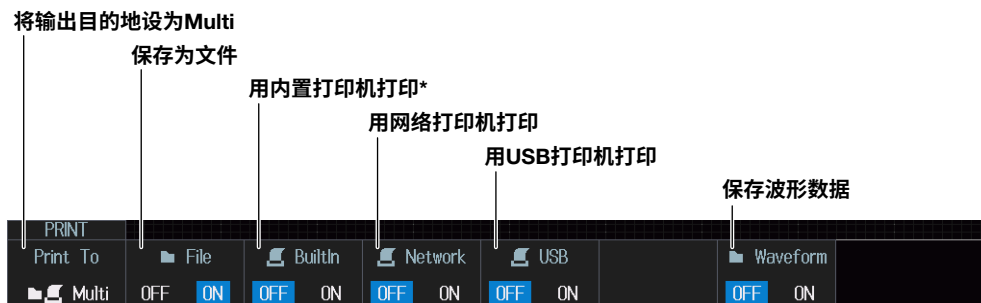 将输出目的地设为Multi
保存为文件
用内置打印机打印*
用网络打印机打印
用USB打印机打印
保存波形数据
PRINT
Print To File BuiltIn Network USB Waveform
Multi OFF ON OFF ON OFF ON OFF ON OFF ON